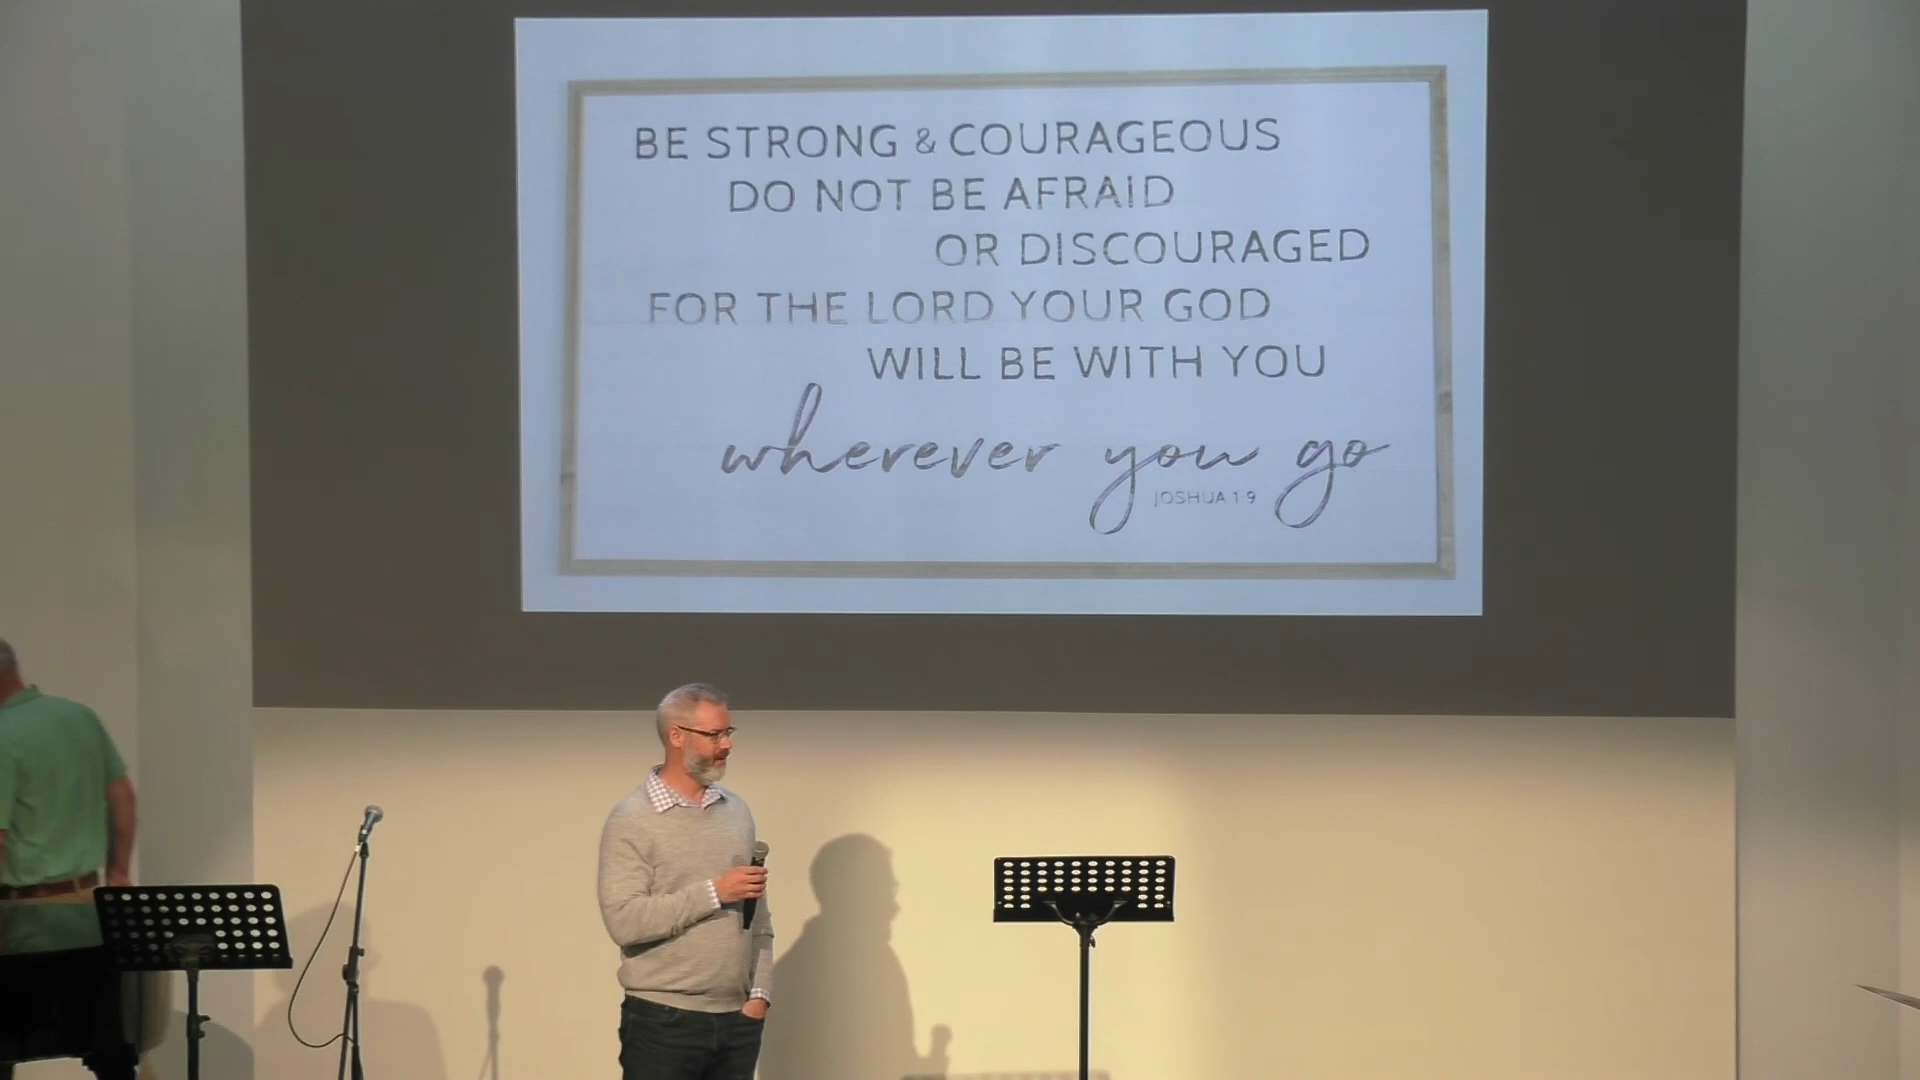 BE STRONG & COURAGEOUS
DO NOT BE AFRAID
OR DISCOURAGED
FOR THE LORD YOUR GOD
WILL BE WITH YOU
wherever you go
JOSHUA 1 9